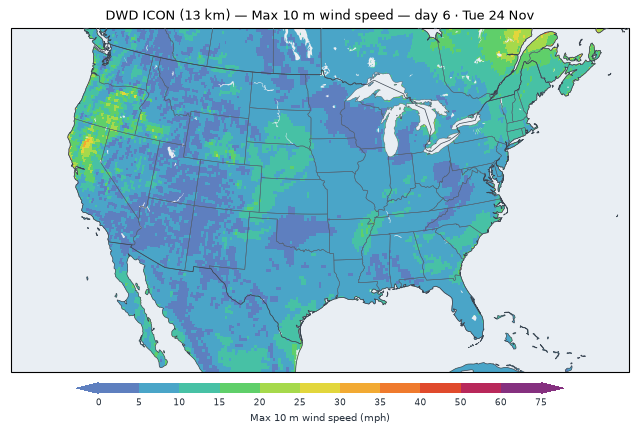 DWD ICON (13 km) — Max 10 m wind speed — day 6 · Tue 24 Nov
0 5 10 15 20 25 30 35 40 50 60 75
Max 10 m wind speed (mph)